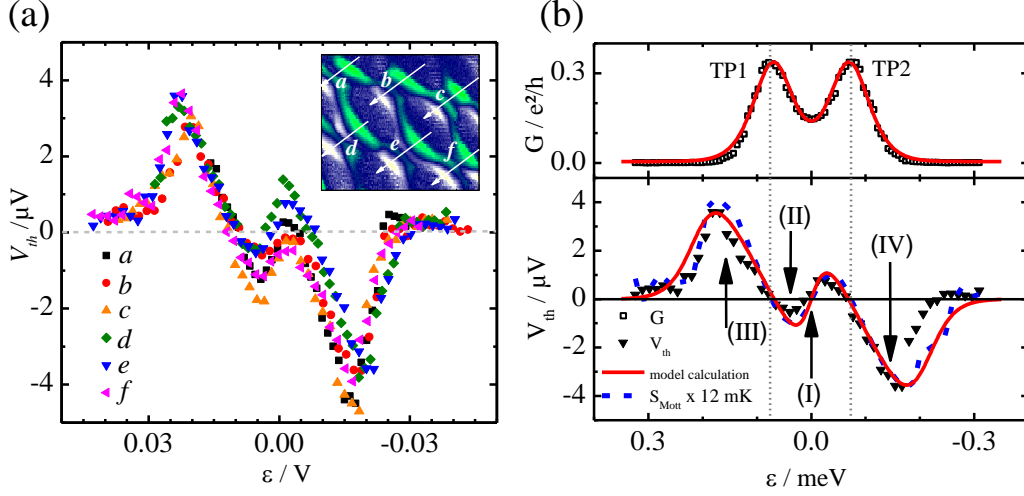 (a)
V_th / μV
4
2
0
-2
-4
a
b
c
d
e
f
a
b
c
d
e
f
0.03
0.00
-0.03
ε / V
(b)
G / e²/h
0.3
0.0
TP1
TP2
V_th / μV
4
2
0
-2
-4
(II)
(IV)
(III)
(I)
G
V_th
model calculation
S_Mott x 12 mK
0.3
0.0
-0.3
ε / meV